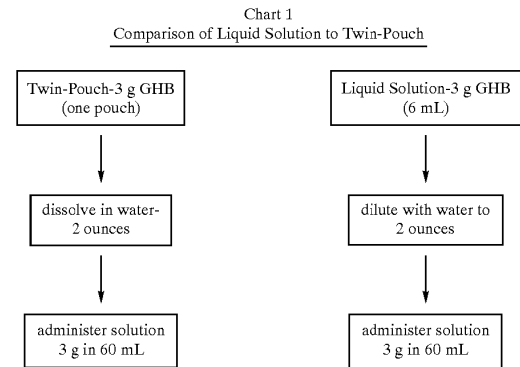 Chart 1
Comparison of Liquid Solution to Twin-Pouch
Twin-Pouch-3 g GHB
(one pouch)
dissolve in water-
2 ounces
administer solution
3 g in 60 mL
Liquid Solution-3 g GHB
(6 mL)
dilute with water to
2 ounces
administer solution
3 g in 60 mL